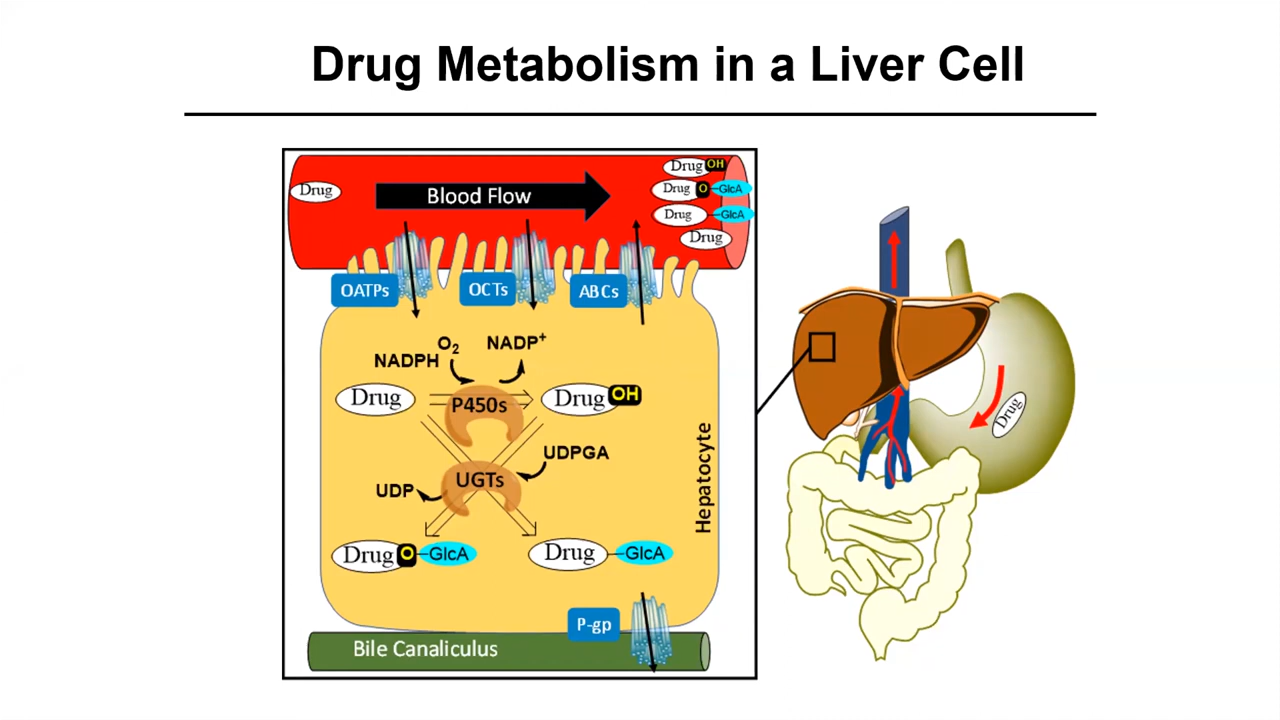 Drug Metabolism in a Liver Cell
Drug
Blood Flow
Drug OH
Drug O GlcA
Drug GlcA
Drug
OATPs
OCTs
ABCs
NADPH
O2
NADP+
Drug
P450s
Drug OH
UDPGA
UGTs
UDP
Drug O GlcA
Drug GlcA
Hepatocyte
P-gp
Bile Canaliculus
Drug